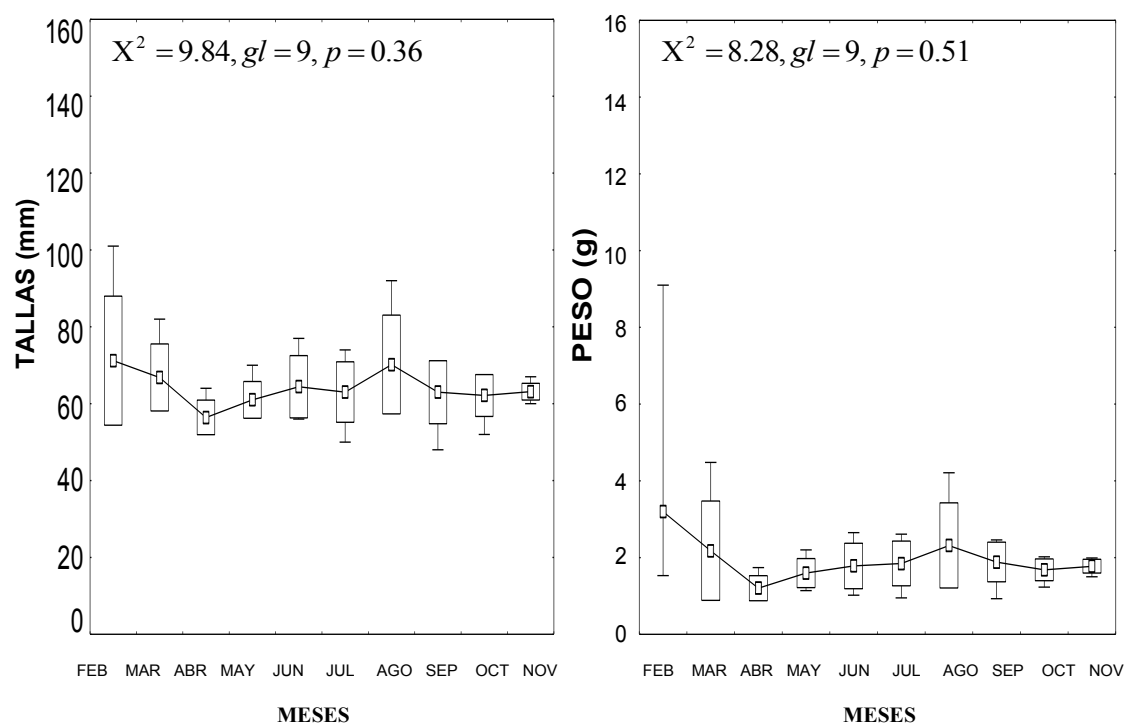 X² = 9.84, gl = 9, p = 0.36
160
140
120
100
80
60
40
20
0
TALLAS (mm)
FEB MAR ABR MAY JUN JUL AGO SEP OCT NOV
MESES
X² = 8.28, gl = 9, p = 0.51
16
14
12
10
8
6
4
2
0
PESO (g)
FEB MAR ABR MAY JUN JUL AGO SEP OCT NOV
MESES